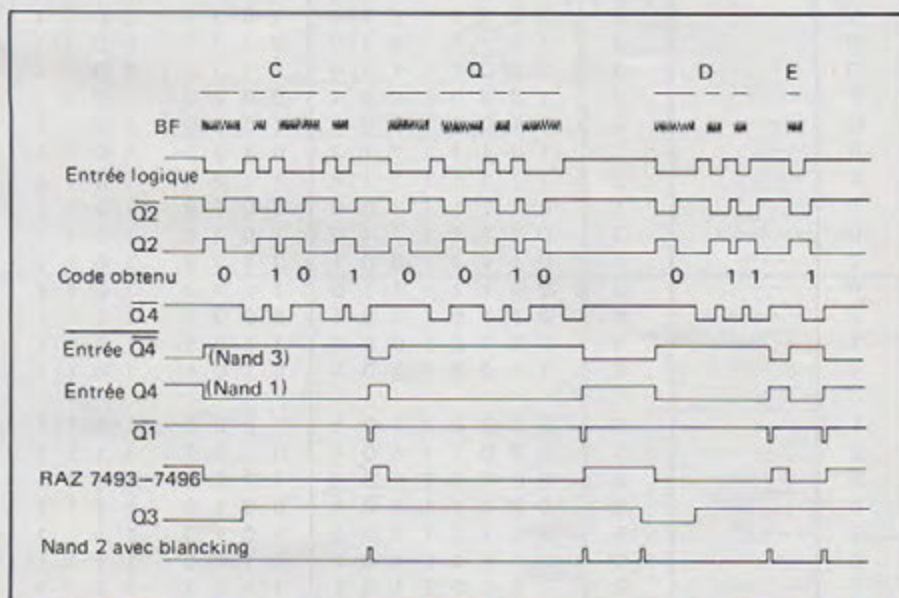 C Q D E
BF
Entrée logique
Q2
Q2
Code obtenu 0 1 0 1 0 0 1 0 0 1 1 1
Q4
Entrée Q4 (Nand 3)
Entrée Q4 (Nand 1)
Q1
RAZ 7493–7496
Q3
Nand 2 avec blancking